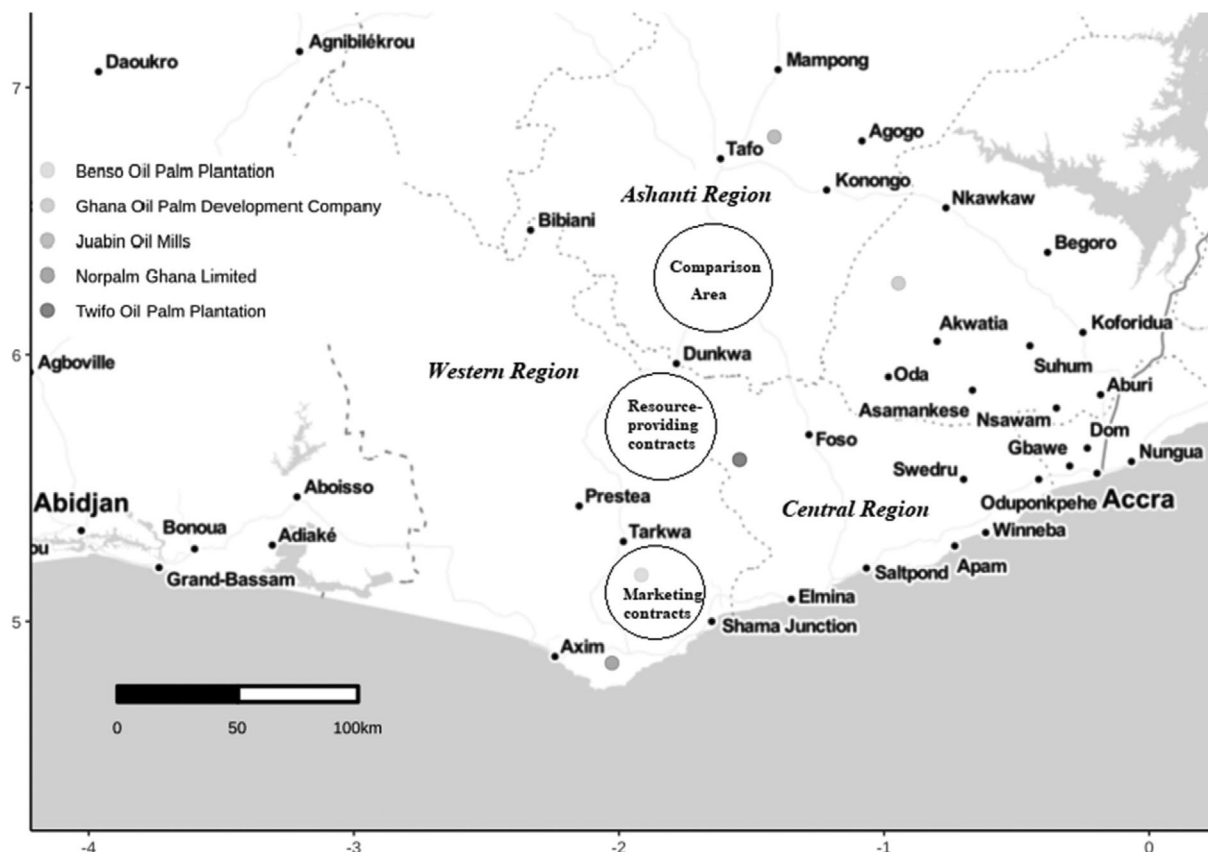 Agnibilékrou
Daoukro
Mampong
7
Agogo
Tafo
Benso Oil Palm Plantation
Konongo
Ashanti Region
Nkawkaw
Ghana Oil Palm Development Company
Bibiani
Juabin Oil Mills
Begoro
Comparison
Area
Norpalm Ghana Limited
Twifo Oil Palm Plantation
Akwatia
Koforidua
6
Agboville
Dunkwa
Suhum
Western Region
Oda
Aburi
Resource-
providing
contracts
Asamankese
Nsawam
Dom
Foso
Gbawe
Nungua
Swedru
Aboisso
Prestea
Abidjan
Central Region
Oduponkpehe
Accra
Bonoua
Adiaké
Tarkwa
Winneba
ou
Grand-Bassam
Saltpond
Apam
Marketing
contracts
Elmina
5
Shama Junction
Axim
0
50
100km
-4
-3
-2
-1
0